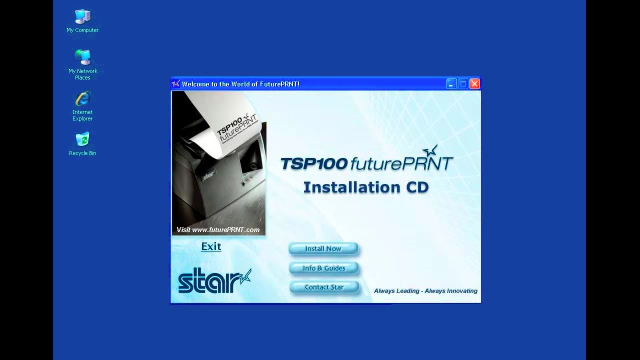 My Computer
My Network
Places
Internet
Explorer
Recycle Bin
Welcome to the World of FuturePRNT!
TSP100
futurePRNT
Visit www.futurePRNT.com
TSP100 futurePRNT
Installation CD
Exit
Install Now
Info & Guides
Contact Star
star
Always Leading - Always Innovating